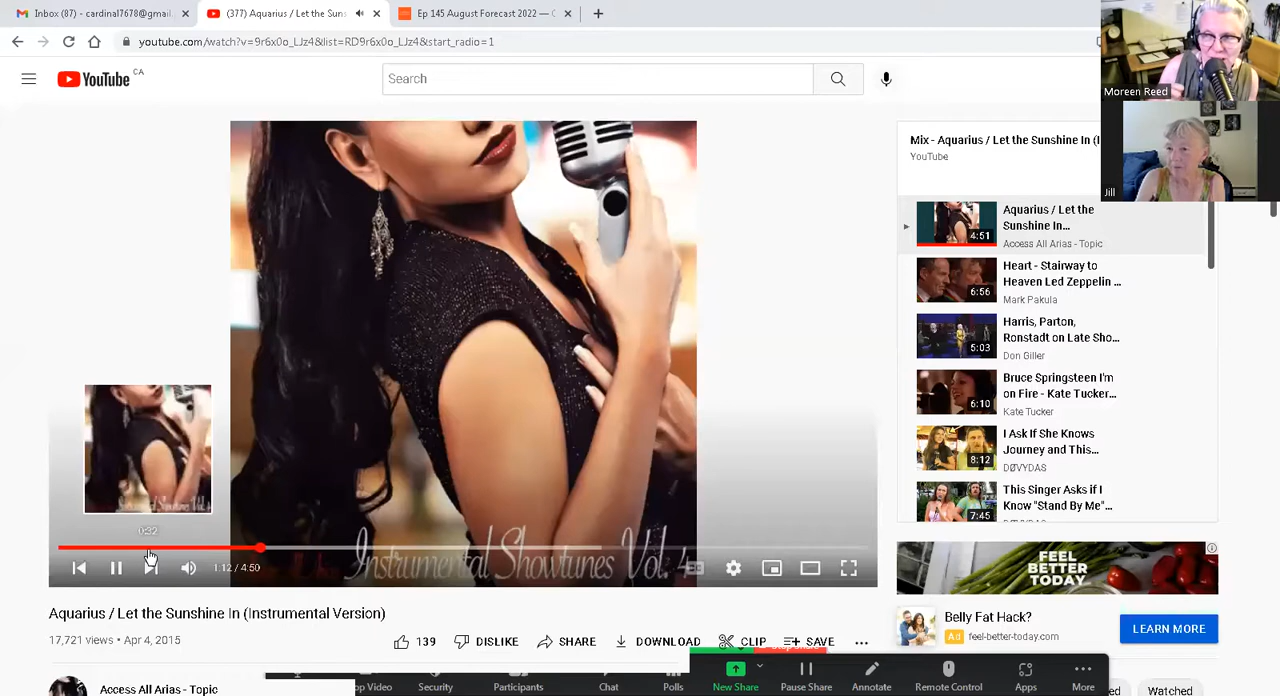 Inbox (87) - cardinal7678@gmail.
(377) Aquarius / Let the Suns
Ep 145 August Forecast 2022 —
youtube.com/watch?v=9r6x0o_LJz4&list=RD9r6x0o_LJz4&start_radio=1
YouTube CA
Search
Moreen Reed
Jill
Mix - Aquarius / Let the Sunshine In (I
YouTube
Aquarius / Let the
Sunshine In...
Access All Arias - Topic
4:51
Heart - Stairway to
Heaven Led Zeppelin ...
Mark Pakula
6:56
Harris, Parton,
Ronstadt on Late Sho...
Don Giller
5:03
Bruce Springsteen I'm
on Fire - Kate Tucker...
Kate Tucker
6:10
I Ask If She Knows
Journey and This...
DØVYDAS
8:12
This Singer Asks if I
Know "Stand By Me"...
7:45
0:32
1:12 / 4:50
Instrumental Showtunes Vol. 4
FEEL
BETTER
TODAY
Belly Fat Hack?
Ad feel-better-today.com
LEARN MORE
Aquarius / Let the Sunshine In (Instrumental Version)
17,721 views • Apr 4, 2015
139 DISLIKE SHARE DOWNLOAD CLIP SAVE
Access All Arias - Topic
Security Participants Chat Polls New Share Pause Share Annotate Remote Control Apps More
Watched